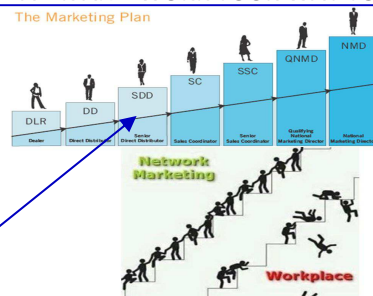 The Marketing Plan
NMD
QNMD
SSC
SC
SDD
DD
DLR
Dealer
Direct Distributor
Senior
Direct Distributor
Sales Coordinator
Senior
Sales Coordinator
Qualifying
National
Marketing Director
National
Marketing Director
Network
Marketing
Workplace